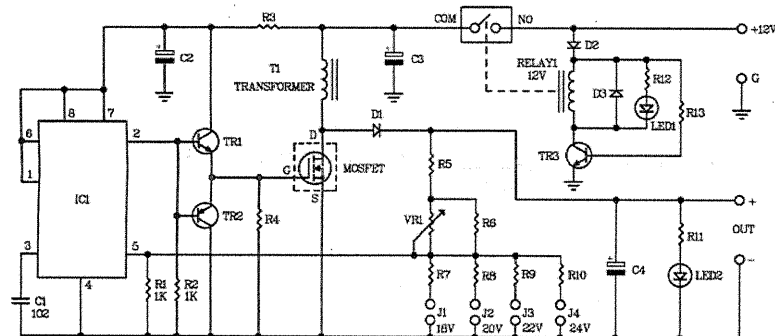 R3
COM
NO
+12V
C2
C3
D2
T1
TRANSFORMER
RELAY1
12V
D3
R12
G
LED1
R13
8
7
6
2
TR1
D
D1
1
IC1
G
MOSFET
R5
TR3
S
TR2
R4
VR1
R6
+
OUT
R11
3
5
4
C1
102
R1
1K
R2
1K
R7
R8
R9
R10
C4
LED2
-
J1
18V
J2
20V
J3
22V
J4
24V